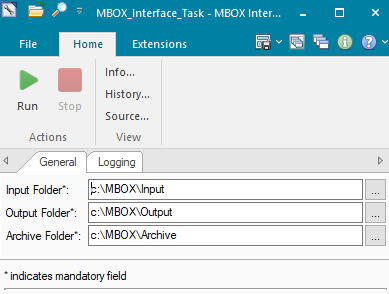 MBOX_Interface_Task - MBOX Inter...
File
Home
Extensions
Run
Stop
Info...
History...
Source...
Actions
View
General
Logging
Input Folder*: c:\MBOX\Input ...
Output Folder*: c:\MBOX\Output ...
Archive Folder*: c:\MBOX\Archive ...
* indicates mandatory field